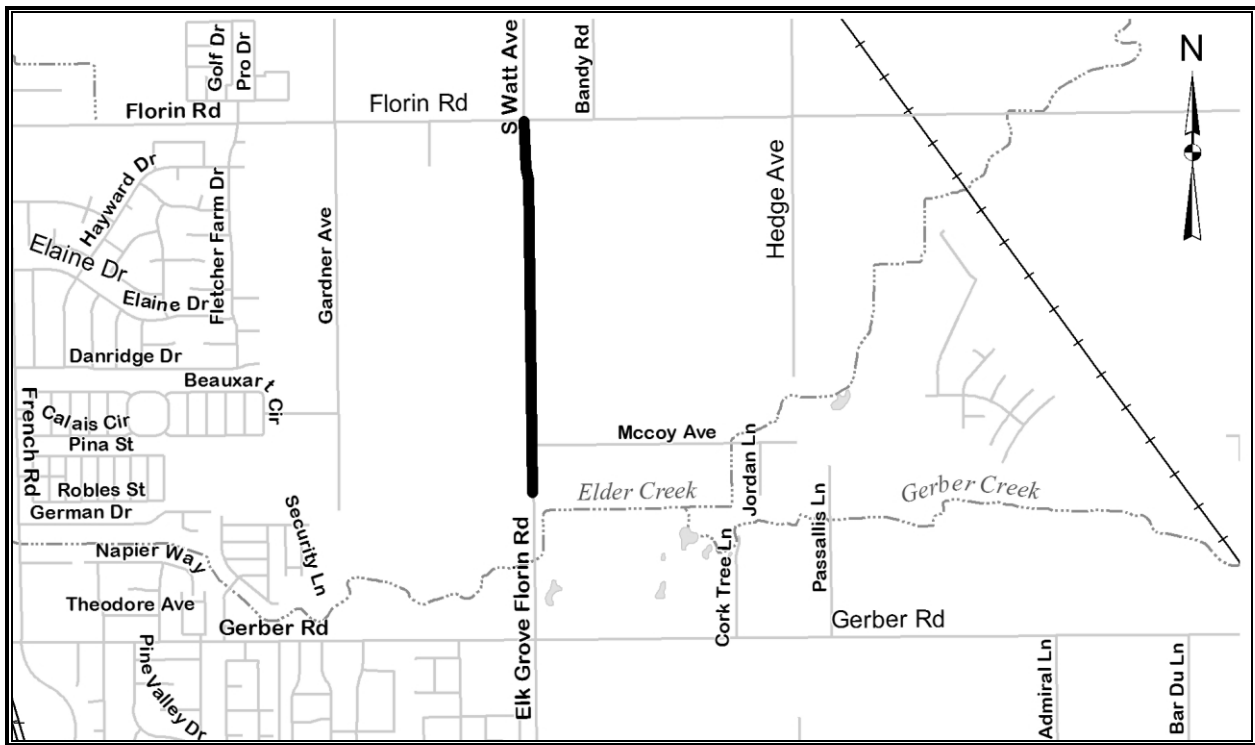 Golf Dr
Pro Dr
S Watt Ave
Bandy Rd
N
Florin Rd
Florin Rd
Hayward Dr
Fletcher Farm Dr
Gardner Ave
Hedge Ave
Elaine Dr
Elaine Dr
Danridge Dr
Beauxart Cir
French Rd
Calais Cir
Pina St
Mccoy Ave
Jordan Ln
Robles St
German Dr
Security Ln
Elder Creek
Gerber Creek
Passallis Ln
Napier Way
Elk Grove Florin Rd
Cork Tree Ln
Theodore Ave
Gerber Rd
Gerber Rd
Pine Valley Dr
Admiral Ln
Bar Du Ln